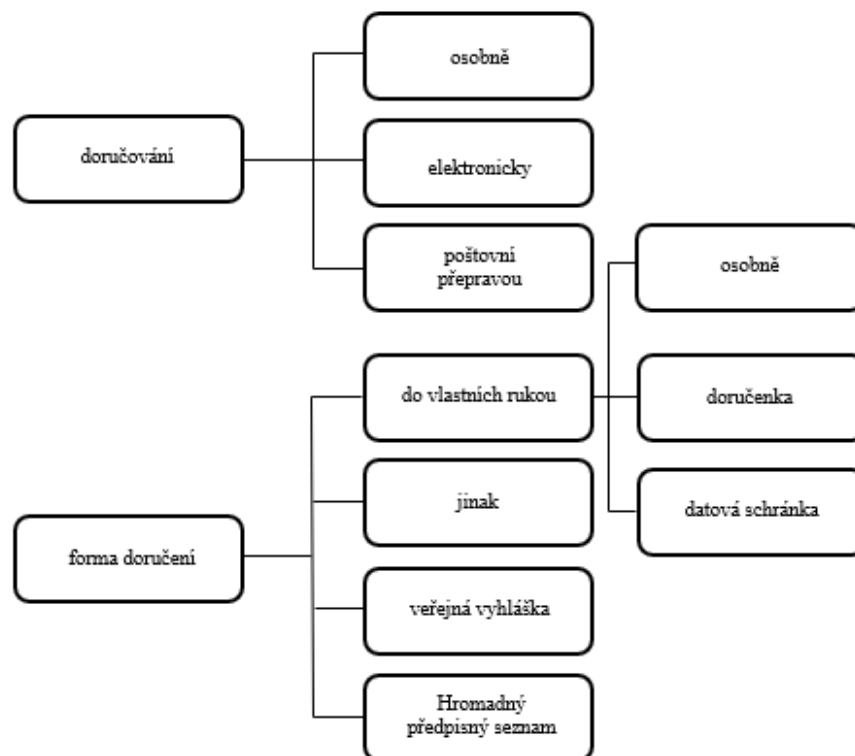 osobně
doručování
elektronicky
poštovní
přepravou
osobně
do vlastních rukou
doručenka
jinak
datová schránka
forma doručení
veřejná vyhláška
Hromadný
předpisný seznam